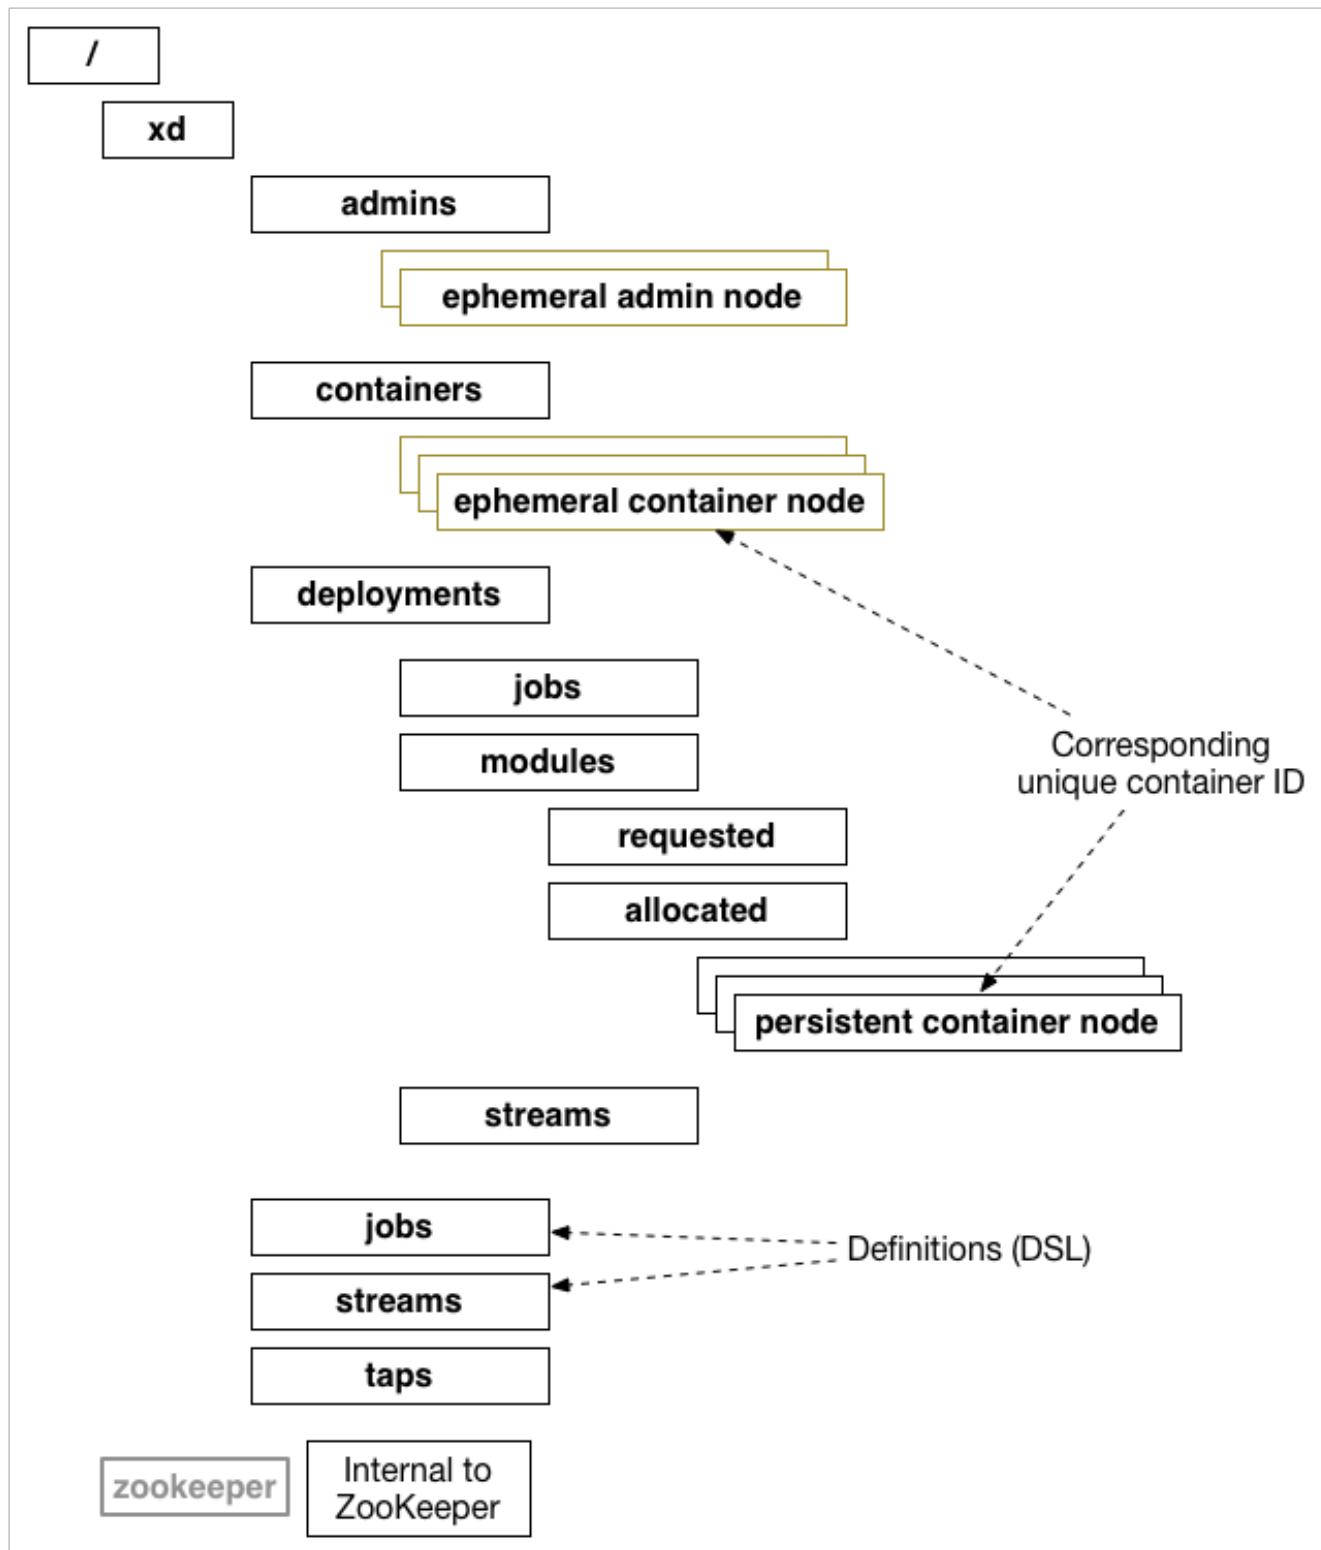 /
xd
admins
ephemeral admin node
containers
ephemeral container node
deployments
jobs
modules
Corresponding
unique container ID
requested
allocated
persistent container node
streams
jobs
Definitions (DSL)
streams
taps
zookeeper
Internal to
ZooKeeper